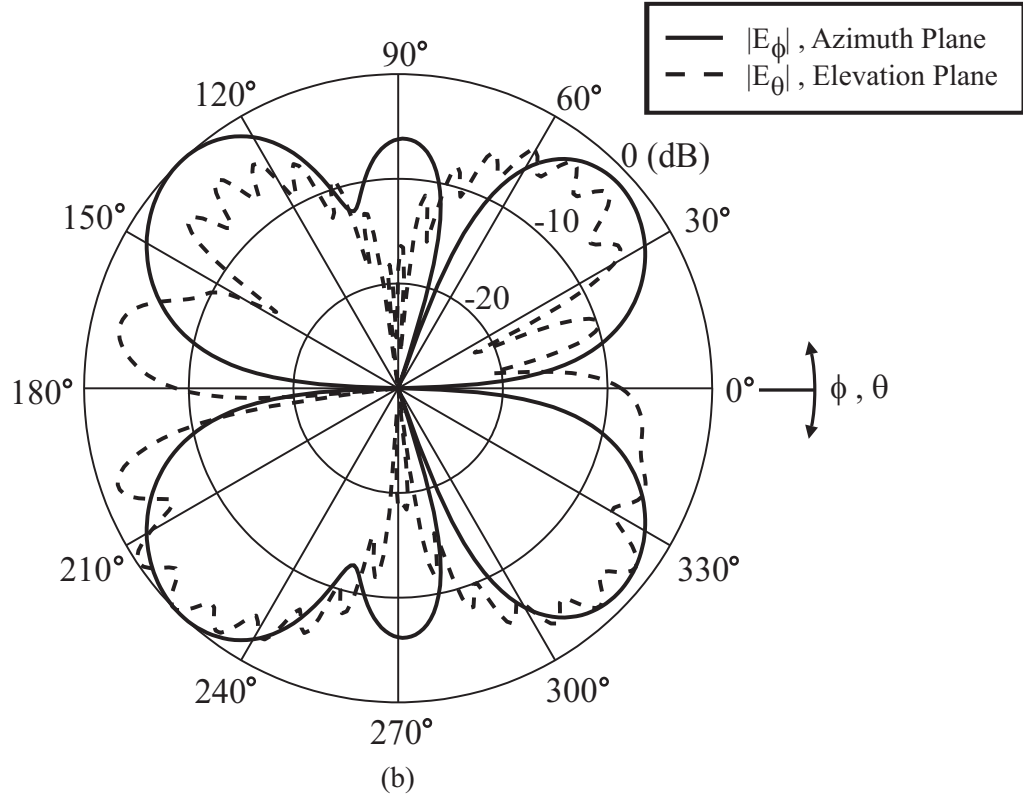 |Eϕ| , Azimuth Plane
|Eθ| , Elevation Plane
90°
120°
60°
0 (dB)
150°
-10
30°
-20
180°
0°
ϕ , θ
210°
330°
240°
300°
270°
(b)